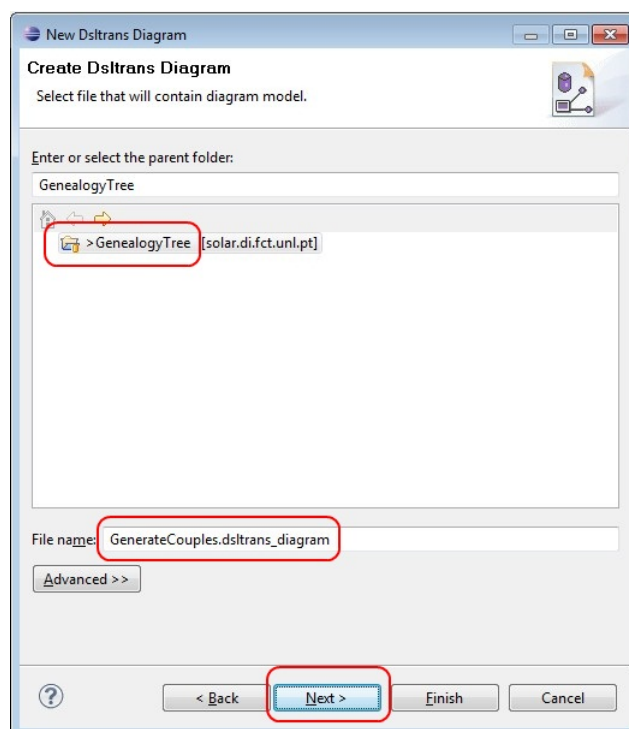 New Dsltrans Diagram
Create Dsltrans Diagram
Select file that will contain diagram model.
Enter or select the parent folder:
GenealogyTree
>GenealogyTree [solar.di.fct.unl.pt]
File name: GenerateCouples.dsltrans_diagram
Advanced >>
? < Back Next > Finish Cancel